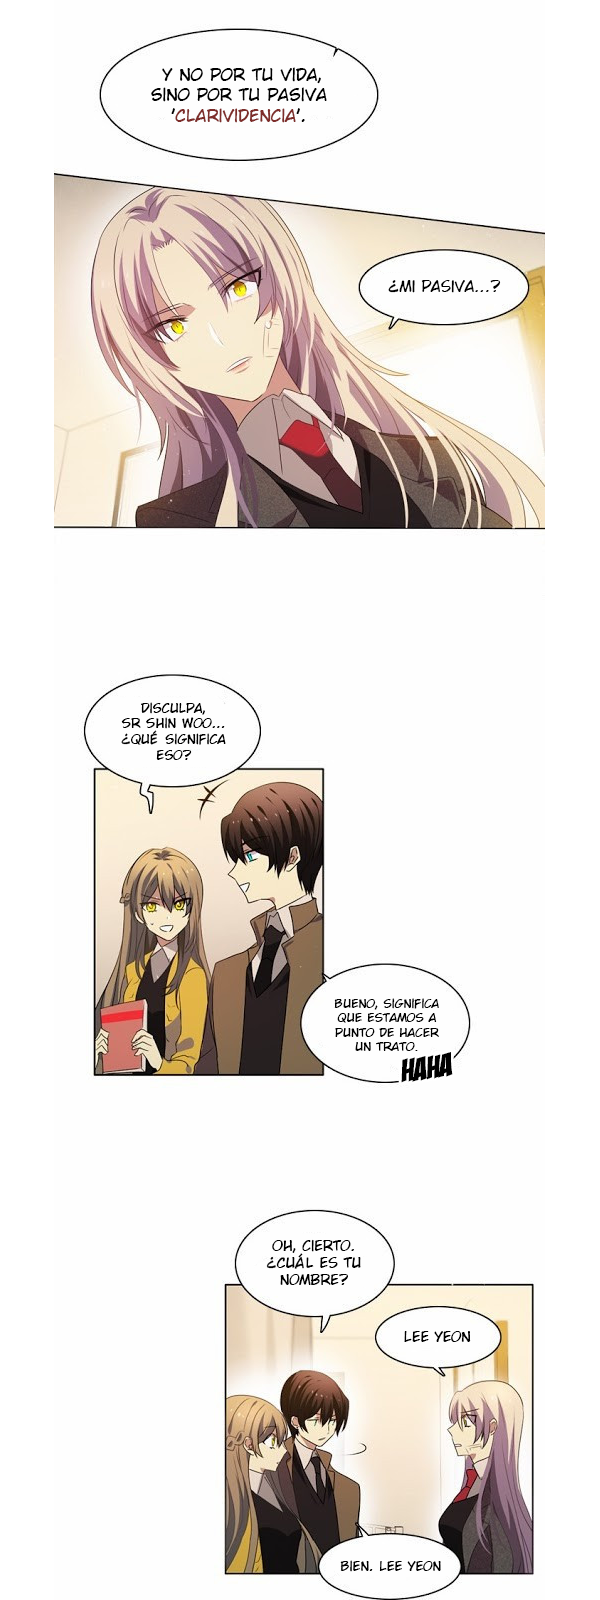 Y NO POR TU VIDA,
SINO POR TU PASIVA
'CLARIVIDENCIA'.
¿MI PASIVA...?
DISCULPA,
SR SHIN WOO...
¿QUÉ SIGNIFICA
ESO?
BUENO, SIGNIFICA
QUE ESTAMOS A
PUNTO DE HACER
UN TRATO.
HAHA
OH, CIERTO.
¿CUÁL ES TU
NOMBRE?
LEE YEON
BIEN. LEE YEON